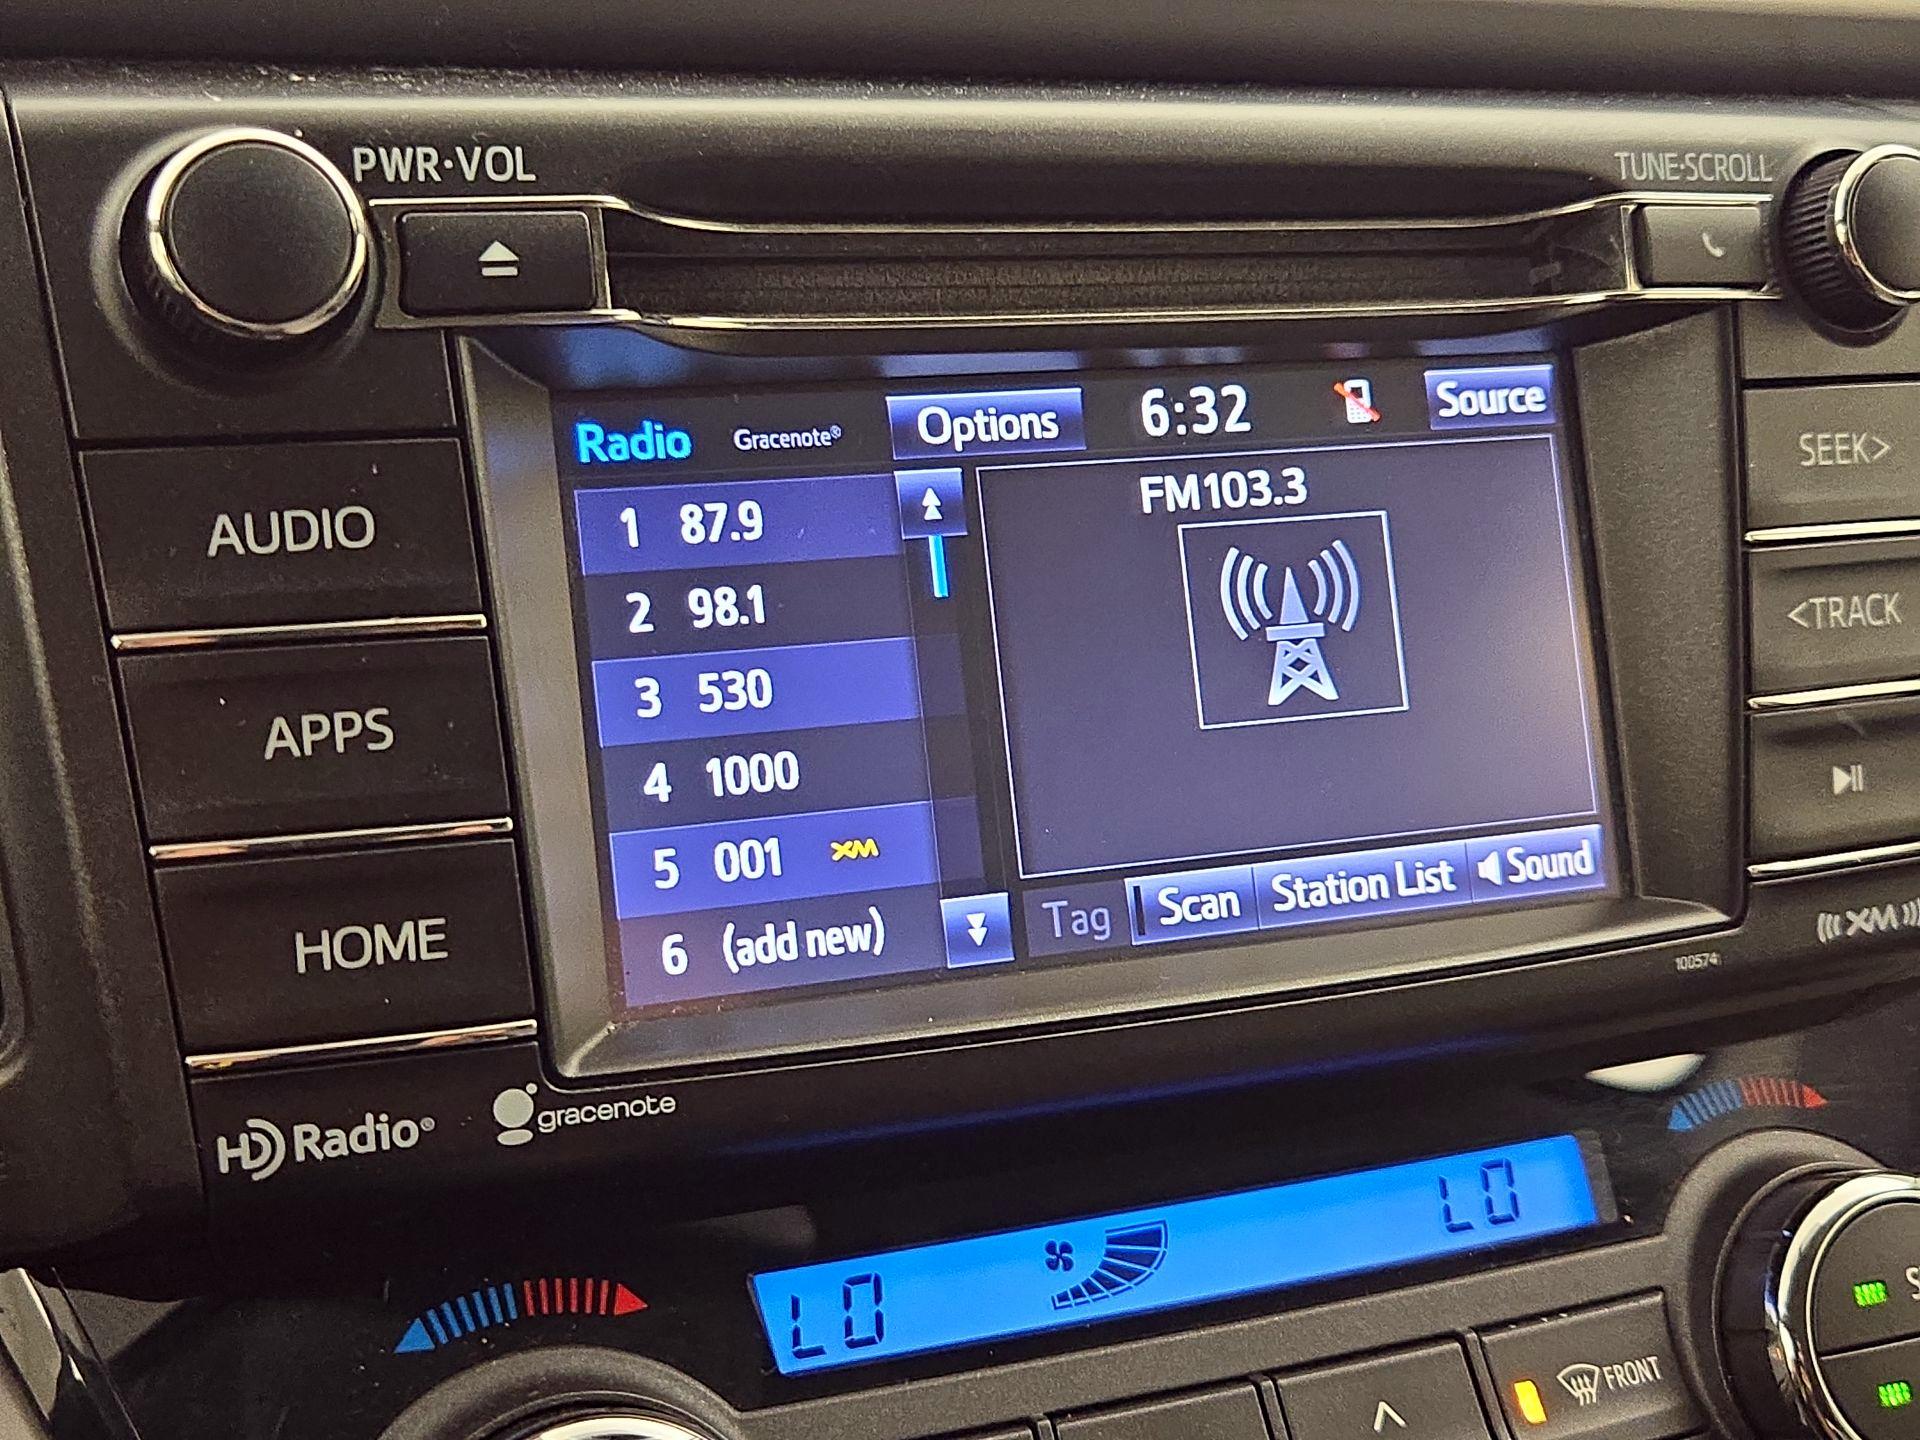 PWR·VOL
TUNE·SCROLL
Radio
Gracenote®
Options
6:32
Source
SEEK>
AUDIO
1 87.9
FM103.3
2 98.1
<TRACK
APPS
3 530
4 1000
5 001 XM
6 (add new)
Tag
Scan
Station List
Sound
HOME
XM
100574
HD Radio®
gracenote
LO
LO
FRONT